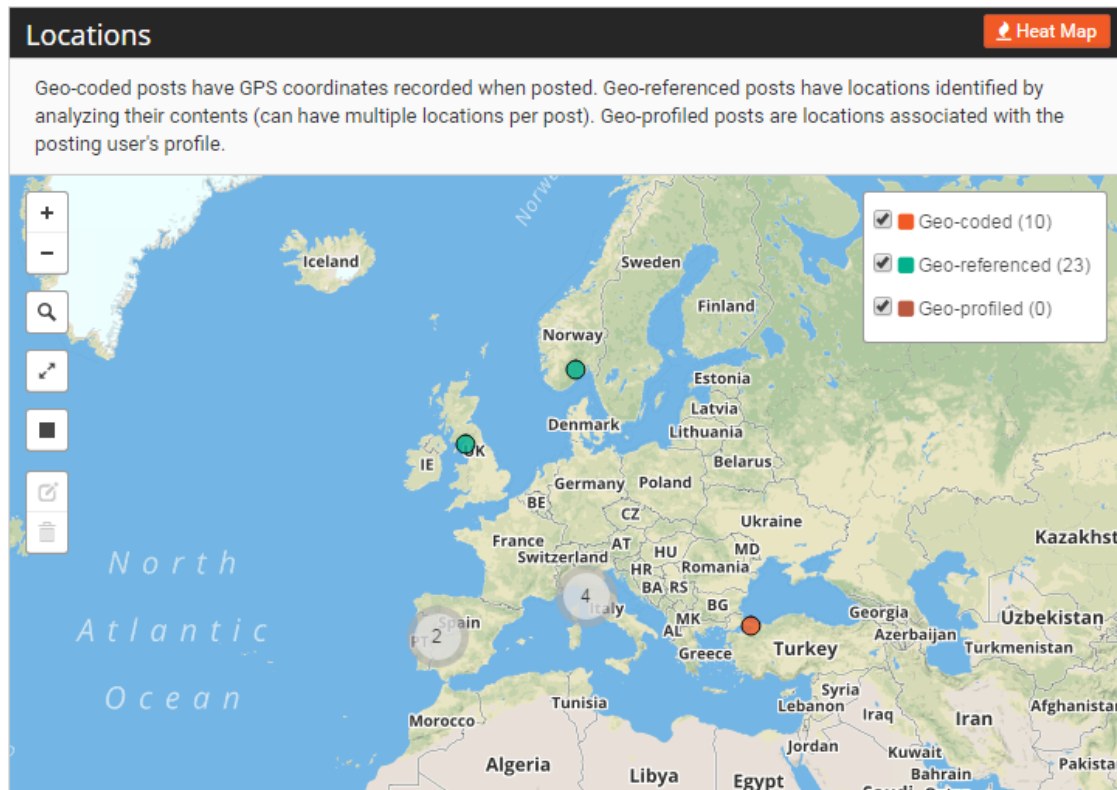 Locations
Heat Map
Geo-coded posts have GPS coordinates recorded when posted. Geo-referenced posts have locations identified by
analyzing their contents (can have multiple locations per post). Geo-profiled posts are locations associated with the
posting user's profile.
+
−
Geo-coded (10)
Geo-referenced (23)
Geo-profiled (0)
Iceland
Sweden
Finland
Norway
Estonia
Latvia
Denmark
Lithuania
UK
IE
Belarus
Germany
Poland
BE
CZ
Ukraine
France
AT
Kazakhst
Switzerland
HU
MD
HR
Romania
BA
RS
4
Italy
BG
Georgia
Uzbekistan
MK
Spain
2
PT
AL
Azerbaijan
Turkey
Turkmenistan
Greece
Syria
Tunisia
Lebanon
Afghanistan
Morocco
Iraq
Iran
Jordan
Kuwait
Algeria
Pakista
Libya
Bahrain
Egypt
North
Atlantic
Ocean